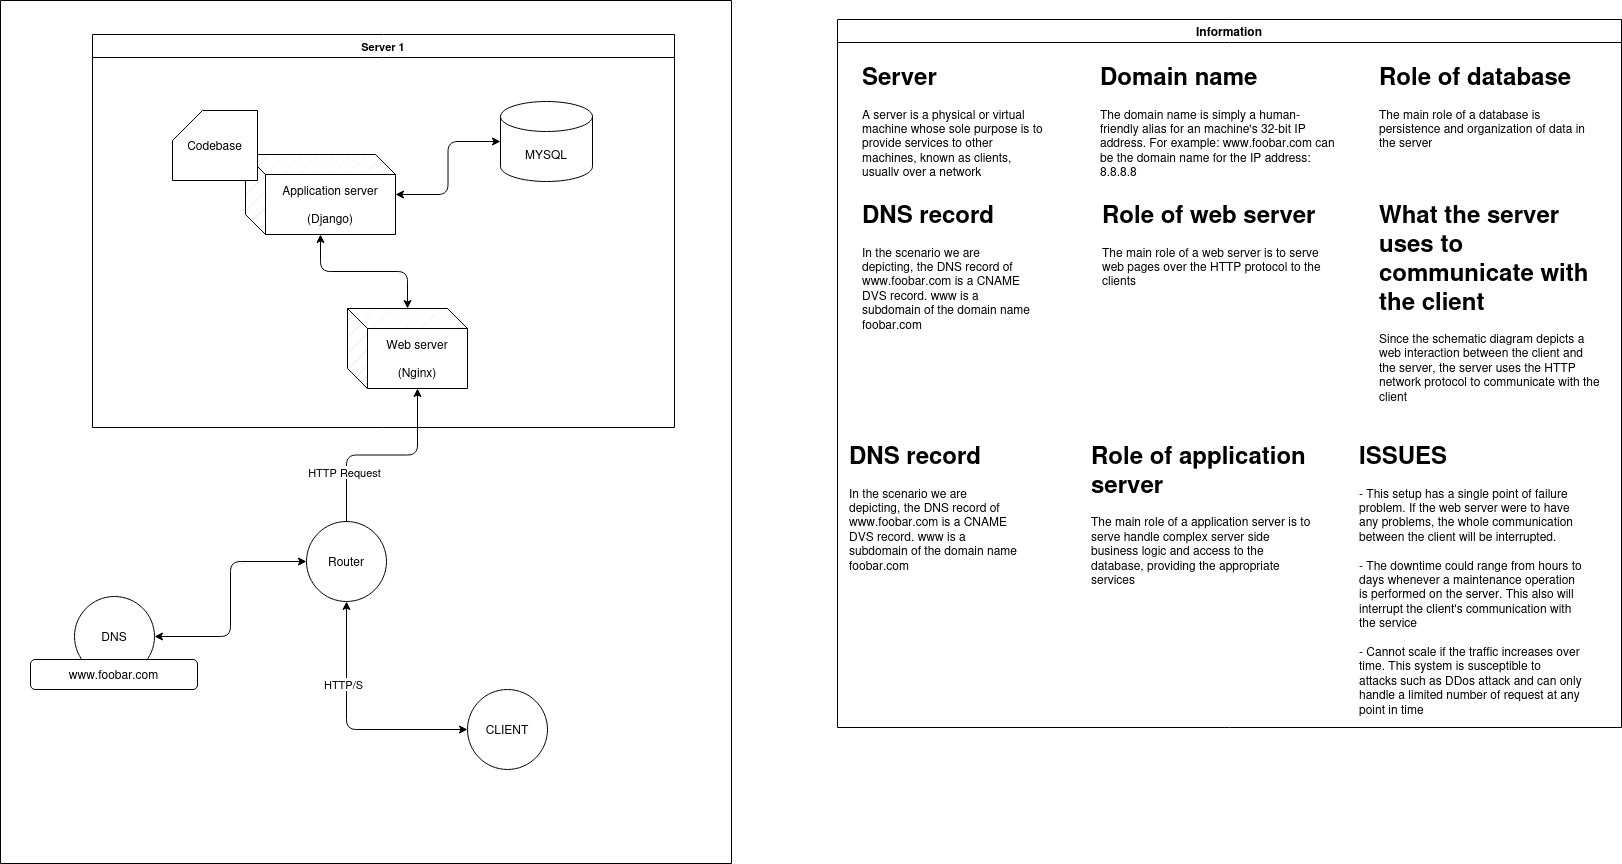 Server 1
Codebase
Application server
(Django)
MYSQL
Web server
(Nginx)
HTTP Request
Router
DNS
www.foobar.com
HTTP/S
CLIENT
Information
Server
A server is a physical or virtual
machine whose sole purpose is to
provide services to other
machines, known as clients,
usually over a network
Domain name
The domain name is simply a human-
friendly alias for an machine's 32-bit IP
address. For example: www.foobar.com can
be the domain name for the IP address:
8.8.8.8
Role of database
The main role of a database is
persistence and organization of data in
the server
DNS record
In the scenario we are
depicting, the DNS record of
www.foobar.com is a CNAME
DVS record. www is a
subdomain of the domain name
foobar.com
Role of web server
The main role of a web server is to serve
web pages over the HTTP protocol to the
clients
What the server
uses to
communicate with
the client
Since the schematic diagram depicts a
web interaction between the client and
the server, the server uses the HTTP
network protocol to communicate with the
client
DNS record
In the scenario we are
depicting, the DNS record of
www.foobar.com is a CNAME
DVS record. www is a
subdomain of the domain name
foobar.com
Role of application
server
The main role of a application server is to
serve handle complex server side
business logic and access to the
database, providing the appropriate
services
ISSUES
- This setup has a single point of failure
problem. If the web server were to have
any problems, the whole communication
between the client will be interrupted.
- The downtime could range from hours to
days whenever a maintenance operation
is performed on the server. This also will
interrupt the client's communication with
the service
- Cannot scale if the traffic increases over
time. This system is susceptible to
attacks such as DDos attack and can only
handle a limited number of request at any
point in time